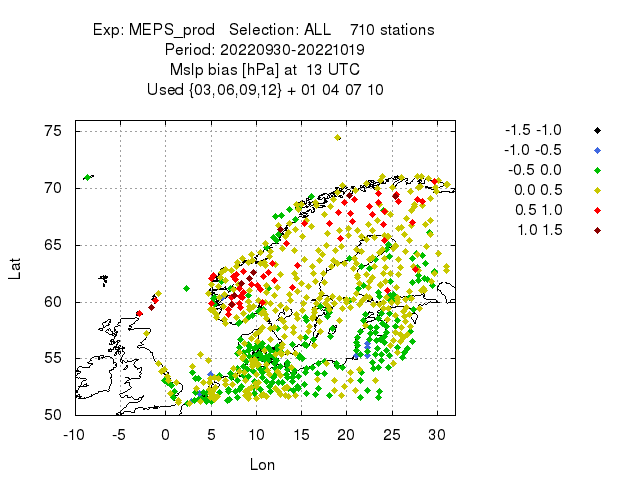 Exp: MEPS_prod   Selection: ALL    710 stations
Period: 20220930-20221019
Mslp bias [hPa] at  13 UTC
Used {03,06,09,12} + 01 04 07 10
75
70
65
60
55
50
Lat
-10 -5 0 5 10 15 20 25 30
Lon
-1.5 -1.0
-1.0 -0.5
-0.5 0.0
0.0 0.5
0.5 1.0
1.0 1.5